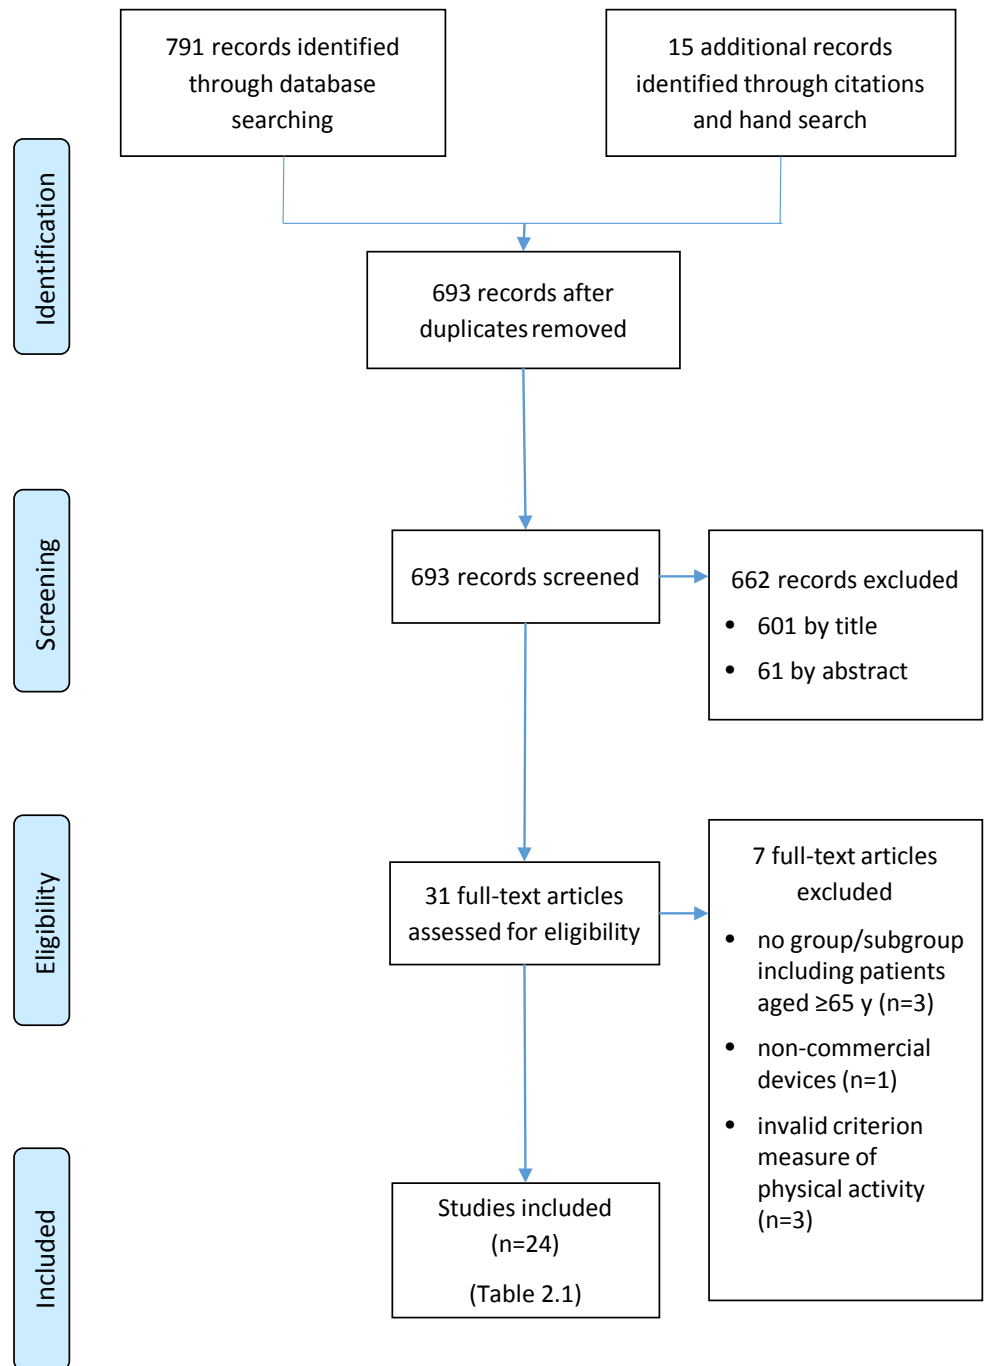 791 records identified
through database
searching
15 additional records
identified through citations
and hand search
Identification
693 records after
duplicates removed
Screening
693 records screened
662 records excluded
• 601 by title
• 61 by abstract
Eligibility
31 full-text articles
assessed for eligibility
7 full-text articles
excluded
• no group/subgroup
including patients
aged ≥65 y (n=3)
• non-commercial
devices (n=1)
• invalid criterion
measure of
physical activity
(n=3)
Included
Studies included
(n=24)
(Table 2.1)